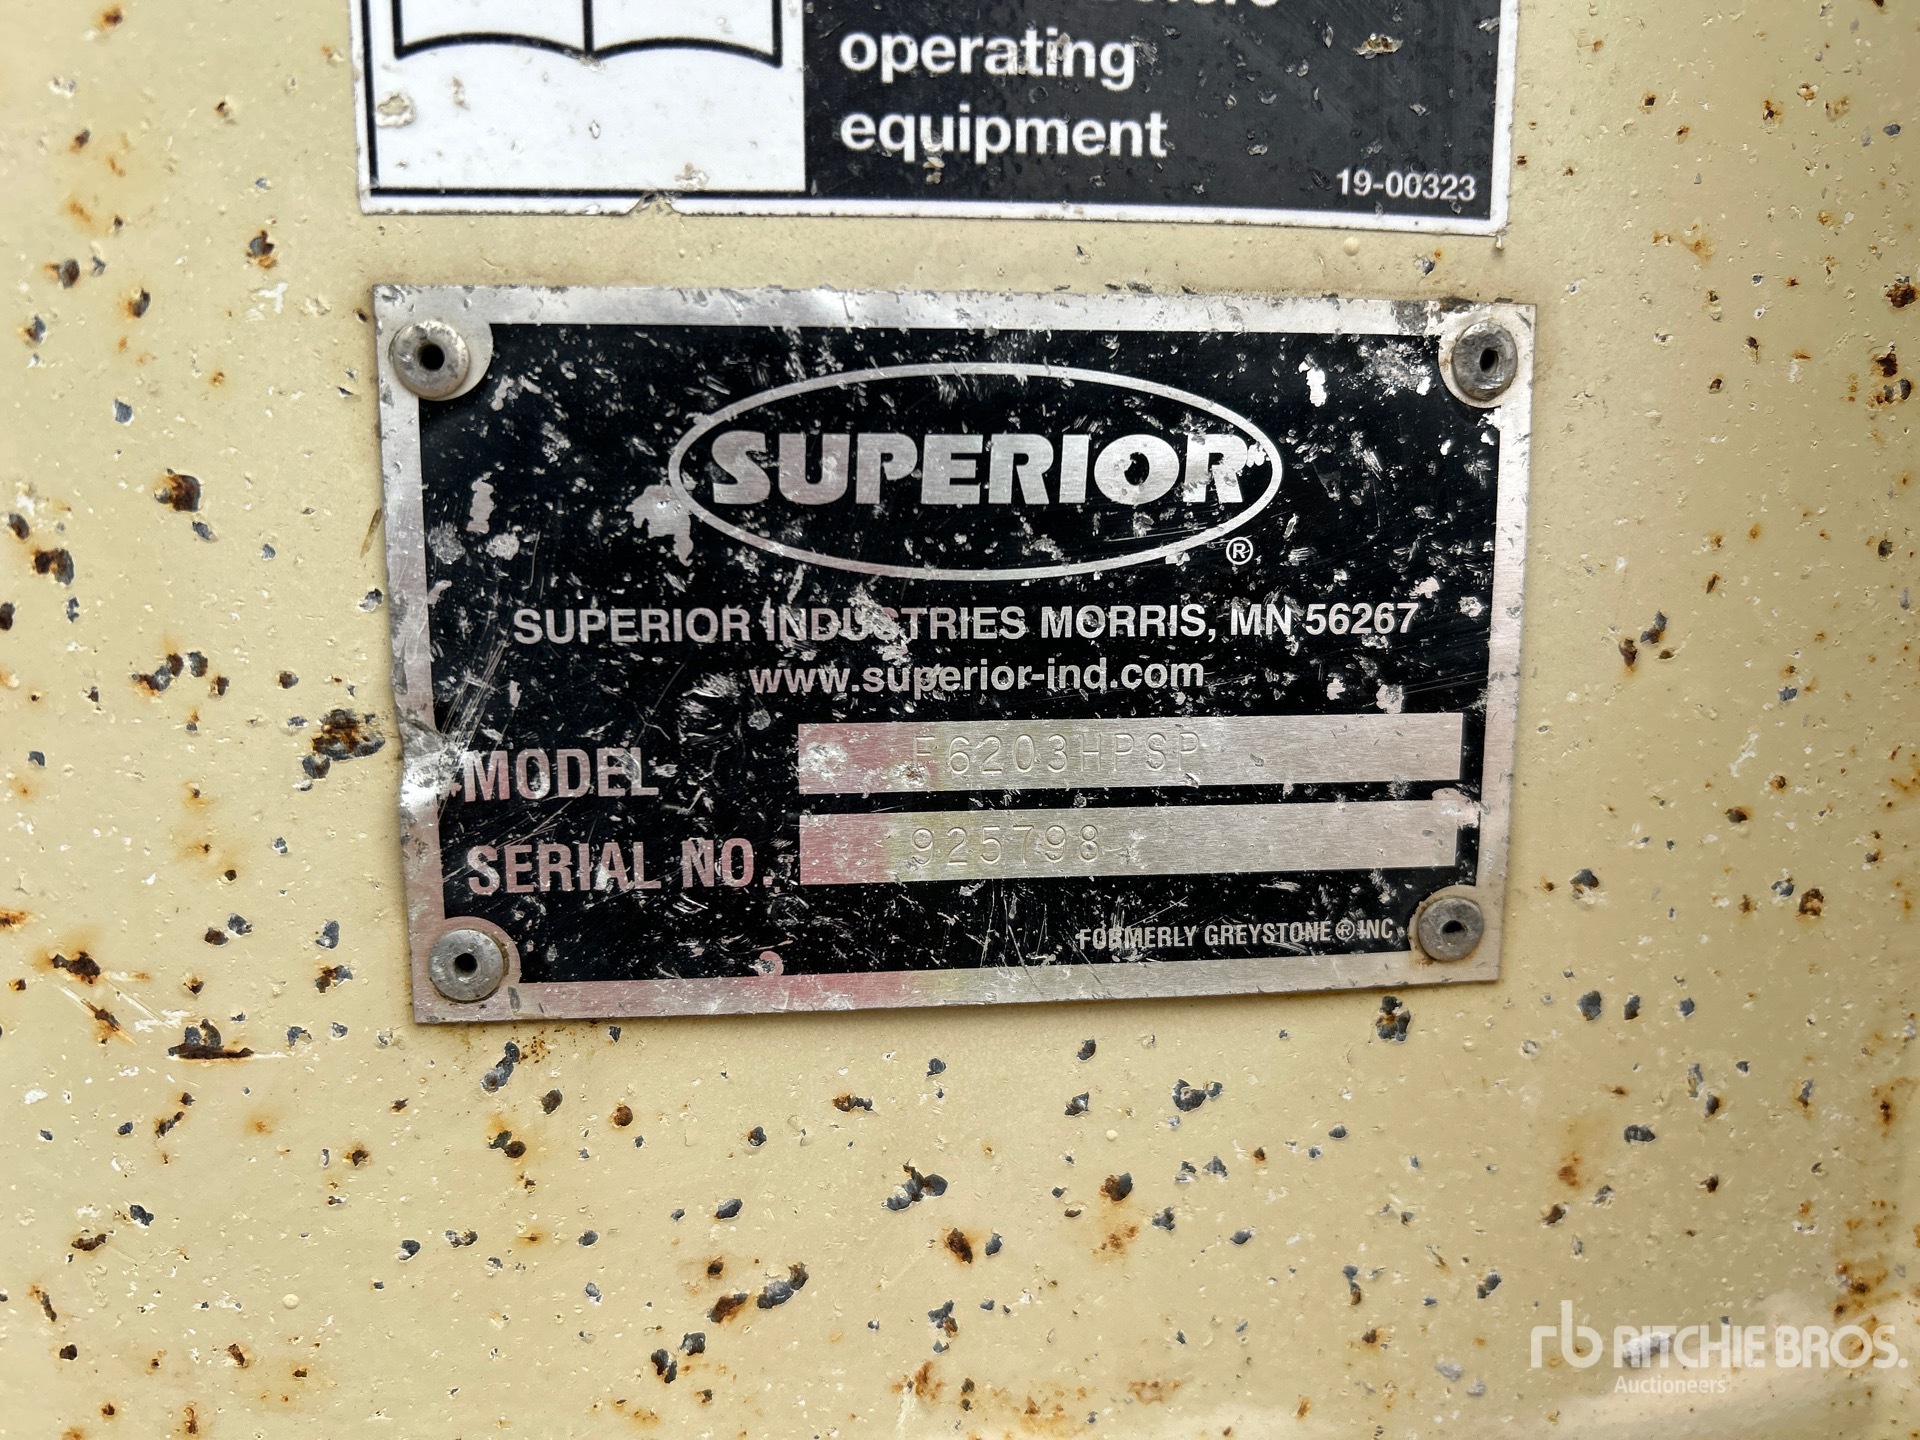 operating
equipment
19-00323
SUPERIOR
®
SUPERIOR INDUSTRIES MORRIS, MN 56267
www.superior-ind.com
MODEL F6203HPSP
SERIAL NO. 925798
FORMERLY GREYSTONE® INC
rb RITCHIE BROS.
Auctioneers